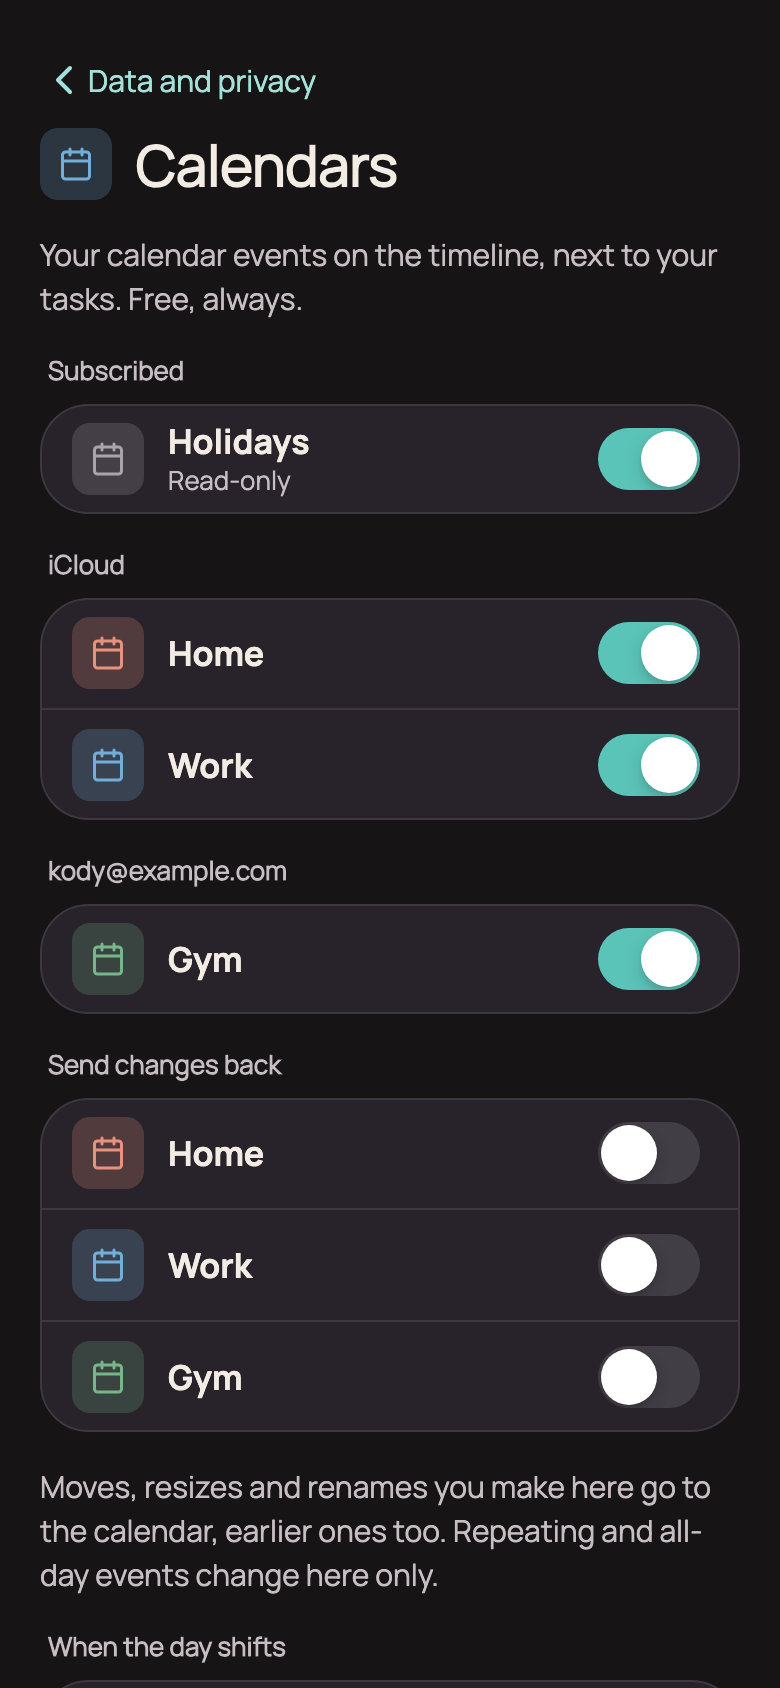 Data and privacy
Calendars
Your calendar events on the timeline, next to your
tasks. Free, always.
Subscribed
Holidays
Read-only
iCloud
Home
Work
kody@example.com
Gym
Send changes back
Home
Work
Gym
Moves, resizes and renames you make here go to
the calendar, earlier ones too. Repeating and all-
day events change here only.
When the day shifts